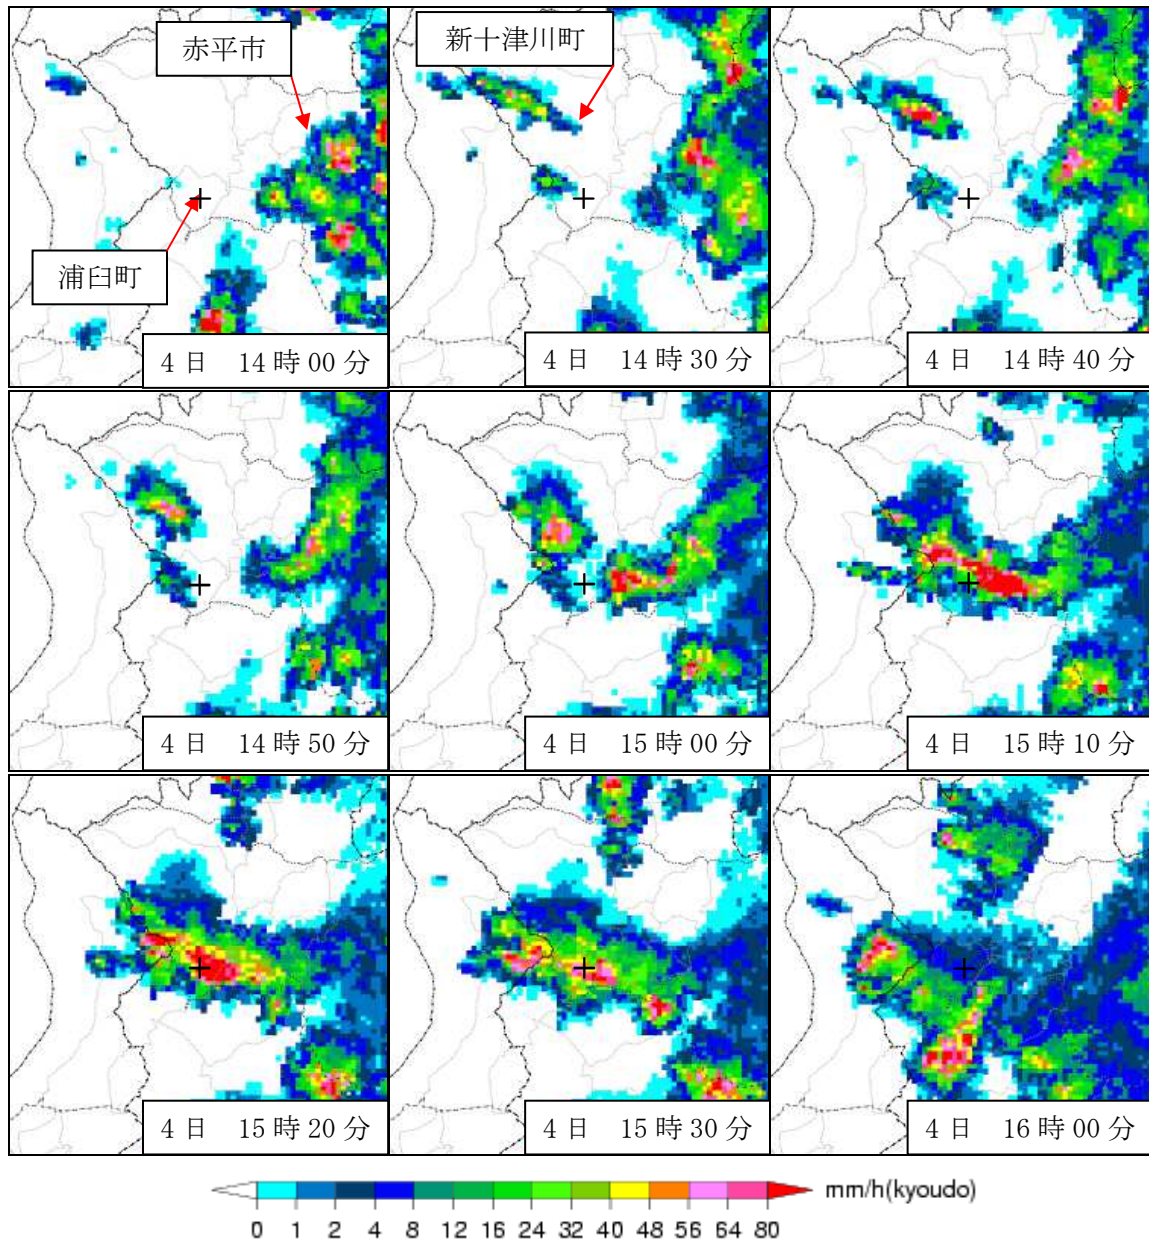 赤平市
新十津川町
浦臼町
4日 14時00分
4日 14時30分
4日 14時40分
4日 14時50分
4日 15時00分
4日 15時10分
4日 15時20分
4日 15時30分
4日 16時00分
mm/h(kyoudo)
0 1 2 4 8 12 16 24 32 40 48 56 64 80